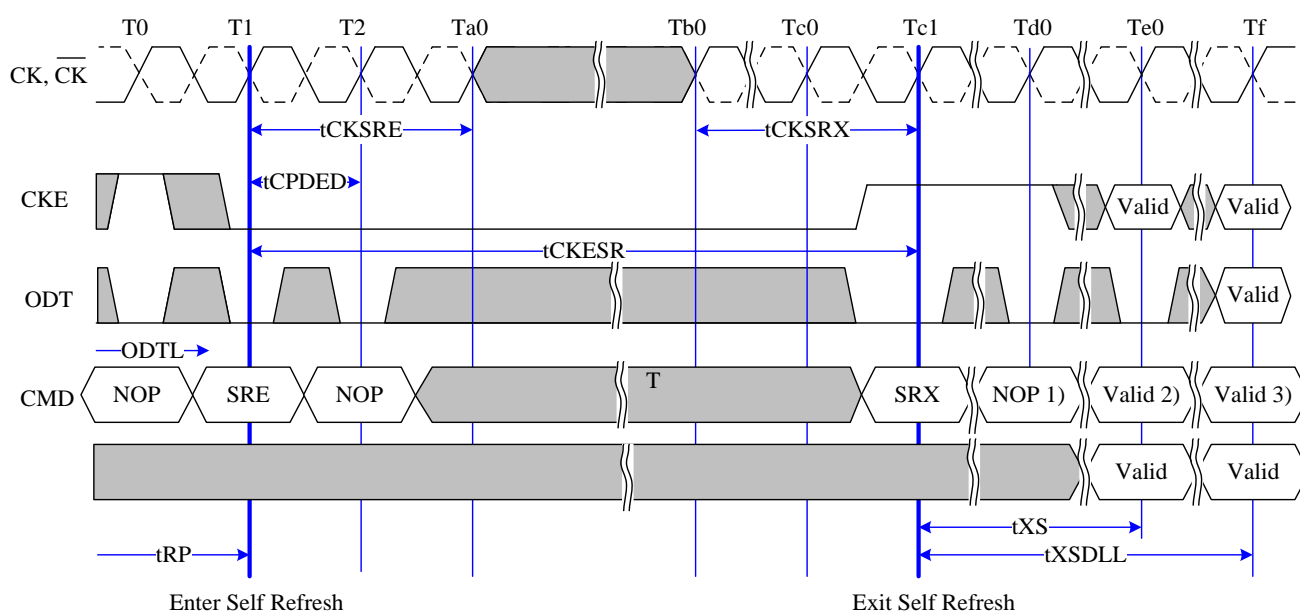 T0 T1 T2 Ta0 Tb0 Tc0 Tc1 Td0 Te0 Tf
CK, CK
tCKSRE tCKSRX
tCPDED
CKE Valid Valid
tCKESR
ODT Valid
ODTL
T
CMD NOP SRE NOP SRX NOP 1) Valid 2) Valid 3)
Valid Valid
tXS
tRP tXSDLL
Enter Self Refresh Exit Self Refresh